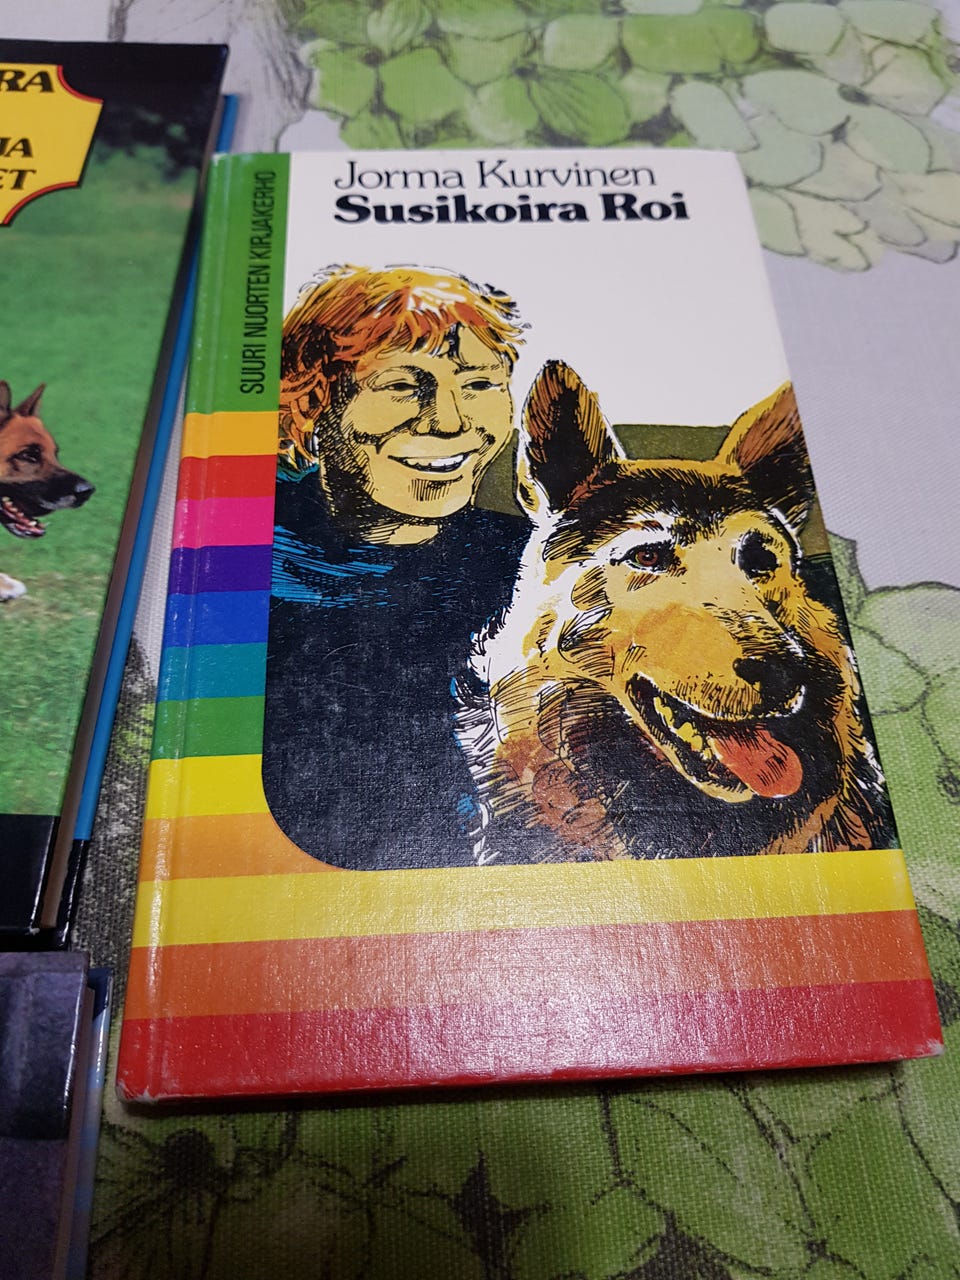 Jorma Kurvinen
Susikoira Roi
SUURI NUORTEN KIRJAKERHO